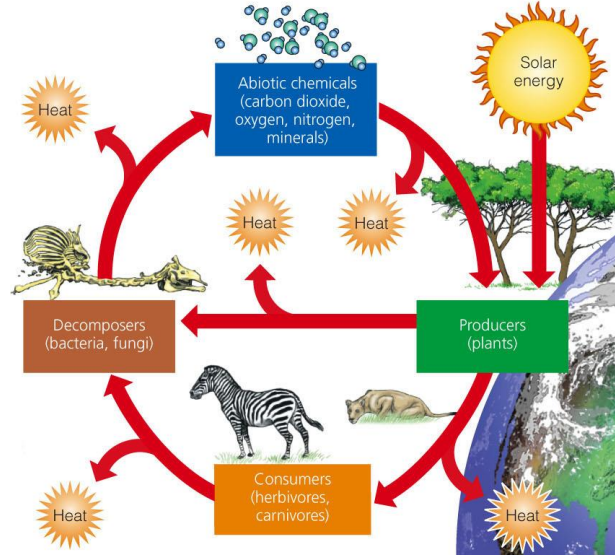 Abiotic chemicals
(carbon dioxide,
oxygen, nitrogen,
minerals)
Solar
energy
Heat
Heat
Heat
Decomposers
(bacteria, fungi)
Producers
(plants)
Consumers
(herbivores,
carnivores)
Heat
Heat